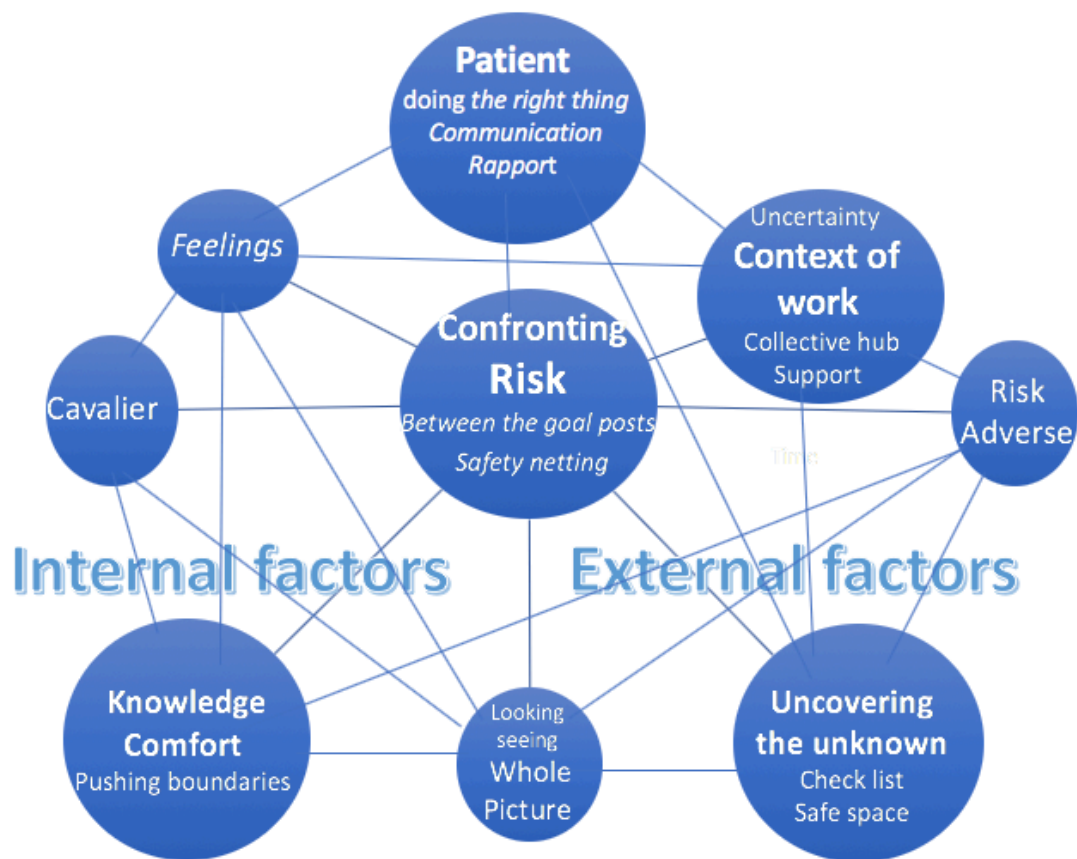 Patient
doing the right thing
Communication
Rapport
Feelings
Uncertainty
Context of
work
Collective hub
Support
Confronting
Risk
Between the goal posts
Safety netting
Cavalier
Risk
Adverse
Time
Internal factors
External factors
Knowledge
Comfort
Pushing boundaries
Looking
seeing
Whole
Picture
Uncovering
the unknown
Check list
Safe space